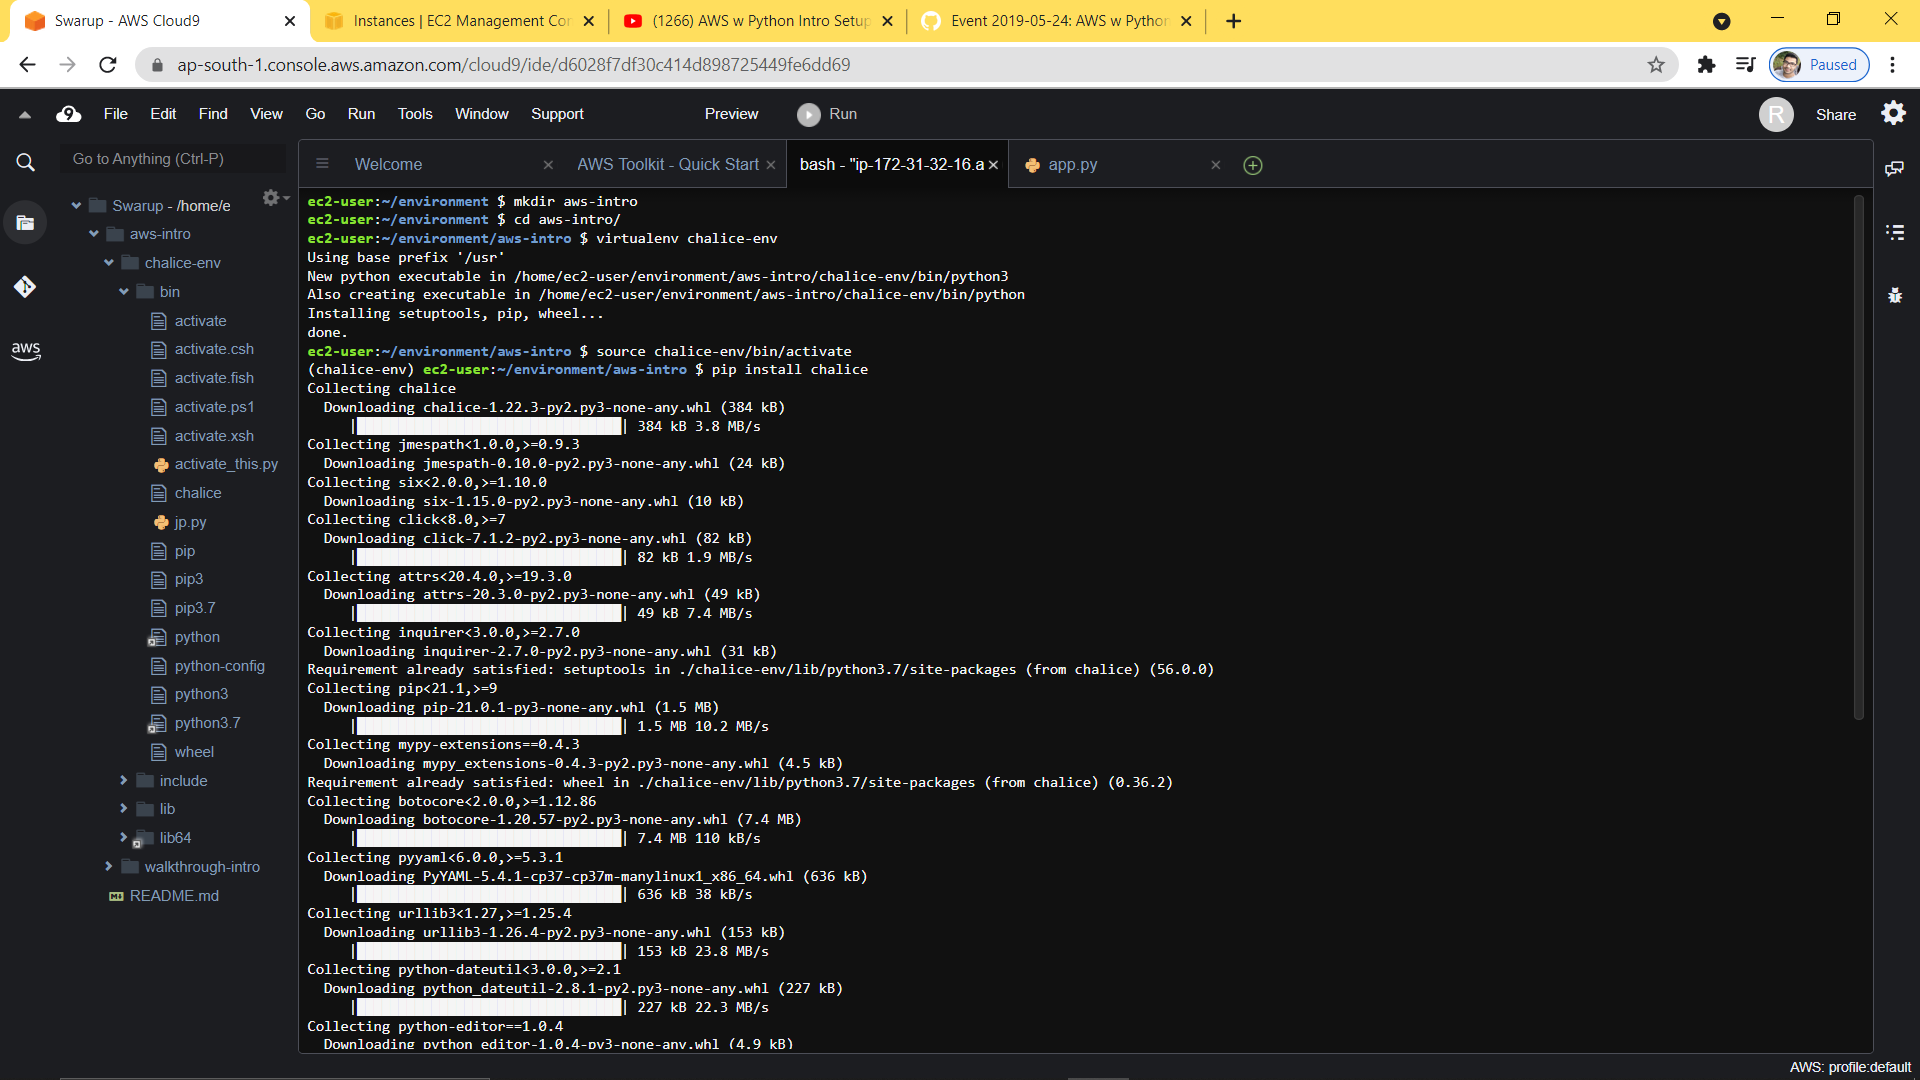 Swarup - AWS Cloud9
Instances | EC2 Management Con
(1266) AWS w Python Intro Setup
Event 2019-05-24: AWS w Python
ap-south-1.console.aws.amazon.com/cloud9/ide/d6028f7df30c414d898725449fe6dd69
Paused
9 File Edit Find View Go Run Tools Window Support Preview Run R Share
Go to Anything (Ctrl-P)
Welcome
AWS Toolkit - Quick Start
bash - "ip-172-31-32-16.a
app.py
Swarup - /home/e
aws-intro
chalice-env
bin
activate
activate.csh
activate.fish
activate.ps1
activate.xsh
activate_this.py
chalice
jp.py
pip
pip3
pip3.7
python
python-config
python3
python3.7
wheel
include
lib
lib64
walkthrough-intro
README.md
aws
ec2-user:~/environment $ mkdir aws-intro
ec2-user:~/environment $ cd aws-intro/
ec2-user:~/environment/aws-intro $ virtualenv chalice-env
Using base prefix '/usr'
New python executable in /home/ec2-user/environment/aws-intro/chalice-env/bin/python3
Also creating executable in /home/ec2-user/environment/aws-intro/chalice-env/bin/python
Installing setuptools, pip, wheel...
done.
ec2-user:~/environment/aws-intro $ source chalice-env/bin/activate
(chalice-env) ec2-user:~/environment/aws-intro $ pip install chalice
Collecting chalice
Downloading chalice-1.22.3-py2.py3-none-any.whl (384 kB)
384 kB 3.8 MB/s
Collecting jmespath<1.0.0,>=0.9.3
Downloading jmespath-0.10.0-py2.py3-none-any.whl (24 kB)
Collecting six<2.0.0,>=1.10.0
Downloading six-1.15.0-py2.py3-none-any.whl (10 kB)
Collecting click<8.0,>=7
Downloading click-7.1.2-py2.py3-none-any.whl (82 kB)
82 kB 1.9 MB/s
Collecting attrs<20.4.0,>=19.3.0
Downloading attrs-20.3.0-py2.py3-none-any.whl (49 kB)
49 kB 7.4 MB/s
Collecting inquirer<3.0.0,>=2.7.0
Downloading inquirer-2.7.0-py2.py3-none-any.whl (31 kB)
Requirement already satisfied: setuptools in ./chalice-env/lib/python3.7/site-packages (from chalice) (56.0.0)
Collecting pip<21.1,>=9
Downloading pip-21.0.1-py3-none-any.whl (1.5 MB)
1.5 MB 10.2 MB/s
Collecting mypy-extensions==0.4.3
Downloading mypy_extensions-0.4.3-py2.py3-none-any.whl (4.5 kB)
Requirement already satisfied: wheel in ./chalice-env/lib/python3.7/site-packages (from chalice) (0.36.2)
Collecting botocore<2.0.0,>=1.12.86
Downloading botocore-1.20.57-py2.py3-none-any.whl (7.4 MB)
7.4 MB 110 kB/s
Collecting pyyaml<6.0.0,>=5.3.1
Downloading PyYAML-5.4.1-cp37-cp37m-manylinux1_x86_64.whl (636 kB)
636 kB 38 kB/s
Collecting urllib3<1.27,>=1.25.4
Downloading urllib3-1.26.4-py2.py3-none-any.whl (153 kB)
153 kB 23.8 MB/s
Collecting python-dateutil<3.0.0,>=2.1
Downloading python_dateutil-2.8.1-py2.py3-none-any.whl (227 kB)
227 kB 22.3 MB/s
Collecting python-editor==1.0.4
Downloading python_editor-1.0.4-py3-none-any.whl (4.9 kB)
AWS: profile:default